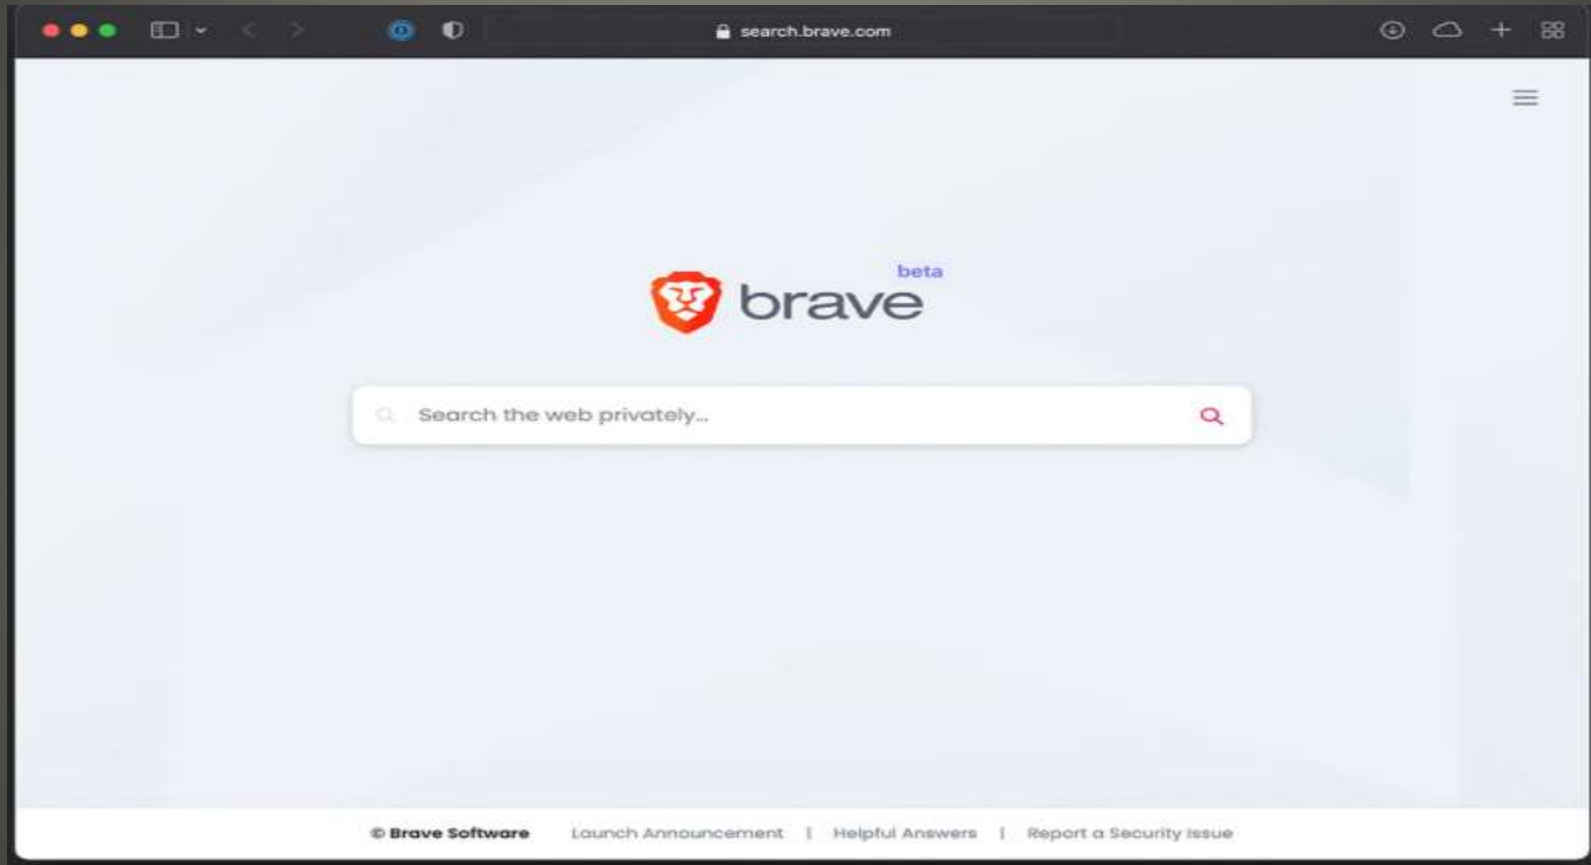 search.brave.com
beta
brave
Search the web privately...
© Brave Software Launch Announcement | Helpful Answers | Report a Security Issue